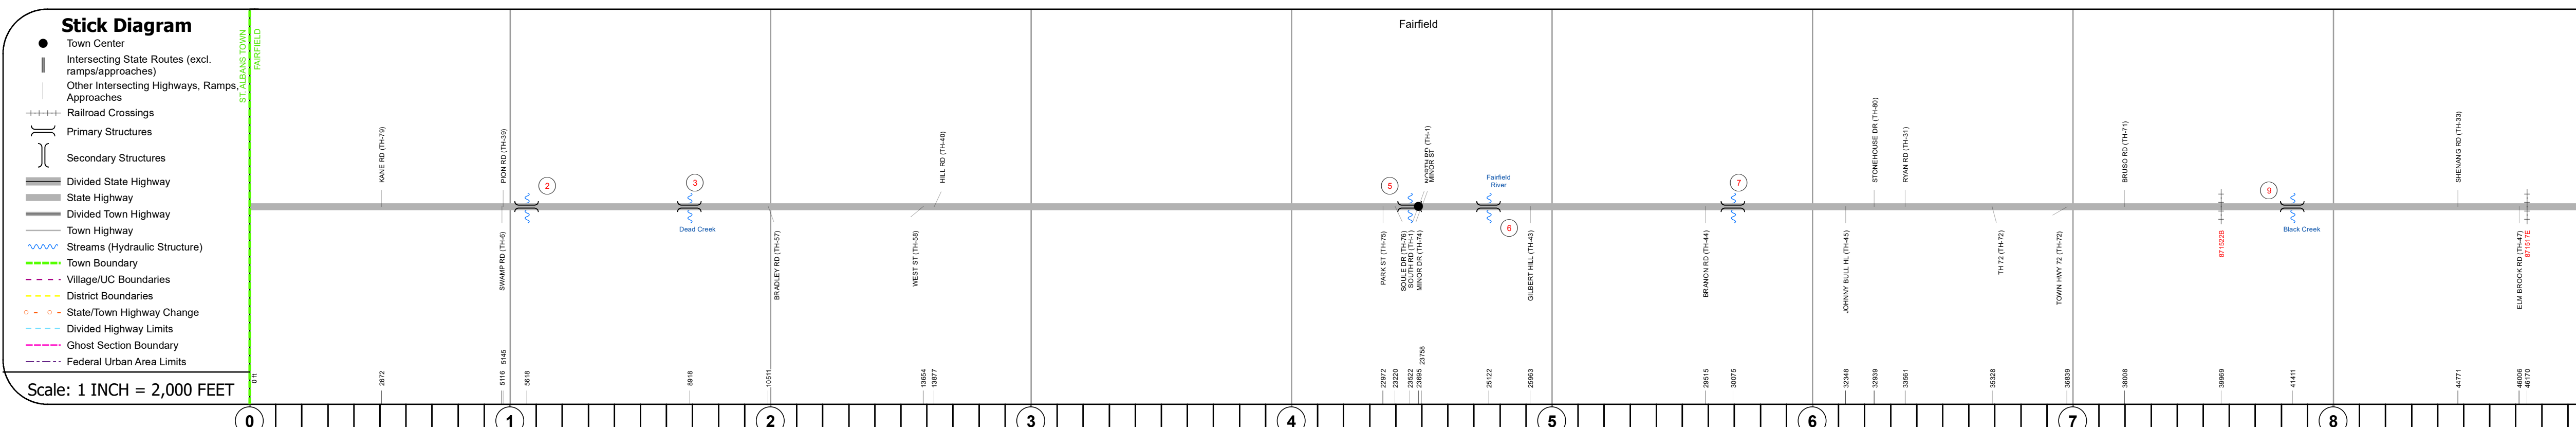 Stick Diagram
Town Center
Intersecting State Routes (excl.
ramps/approaches)
Other Intersecting Highways, Ramps,
Approaches
Railroad Crossings
Primary Structures
Secondary Structures
Divided State Highway
State Highway
Divided Town Highway
Town Highway
Streams (Hydraulic Structure)
Town Boundary
Village/UC Boundaries
District Boundaries
State/Town Highway Change
Divided Highway Limits
Ghost Section Boundary
Federal Urban Area Limits
Scale: 1 INCH = 2,000 FEET
ST. ALBANS TOWN
FAIRFIELD
Fairfield
KANE RD (TH-79)
PION RD (TH-39)
HILL RD (TH-40)
NORTH RD (TH-1)
MINOR ST
STONEHOUSE DR (TH-80)
RYAN RD (TH-31)
BRUSO RD (TH-71)
SHENANG RD (TH-33)
2
3
5
Fairfield
River
6
7
9
Dead Creek
Black Creek
SWAMP RD (TH-6)
BRADLEY RD (TH-57)
WEST ST (TH-58)
PARK ST (TH-75)
SOULE DR (TH-76)
SOUTH RD (TH-1)
MINOR DR (TH-74)
GILBERT HILL (TH-43)
BRANON RD (TH-44)
JOHNNY BULL HL (TH-45)
TH 72 (TH-72)
TOWN HWY 72 (TH-72)
871522B
ELM BROOK RD (TH-47)
871517E
0 ft
2672
5116
5145
5618
8918
10511
13654
13877
22972
23220
23522
23695
23758
25122
25963
29515
30075
32348
32939
33561
35328
36839
38008
39969
41411
44771
46006
46170
0
1
2
3
4
5
6
7
8